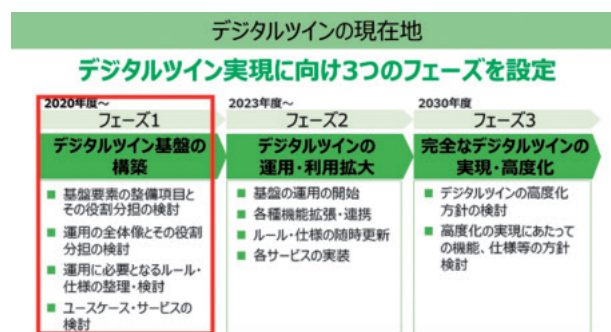 デジタルツインの現在地
デジタルツイン実現に向け3つのフェーズを設定
2020年度～
フェーズ1
デジタルツイン基盤の
構築
■ 基盤要素の整備項目と
その役割分担の検討
■ 運用の全体像とその役割
分担の検討
■ 運用に必要となるルール・
仕様の整理・検討
■ ユースケース・サービスの
検討
2023年度～
フェーズ2
デジタルツインの
運用・利用拡大
■ 基盤の運用の開始
■ 各種機能拡張・連携
■ ルール・仕様の随時更新
■ 各サービスの実装
2030年度
フェーズ3
完全なデジタルツインの
実現・高度化
■ デジタルツインの高度化
方針の検討
■ 高度化の実現にあたって
の機能、仕様等の方針
検討